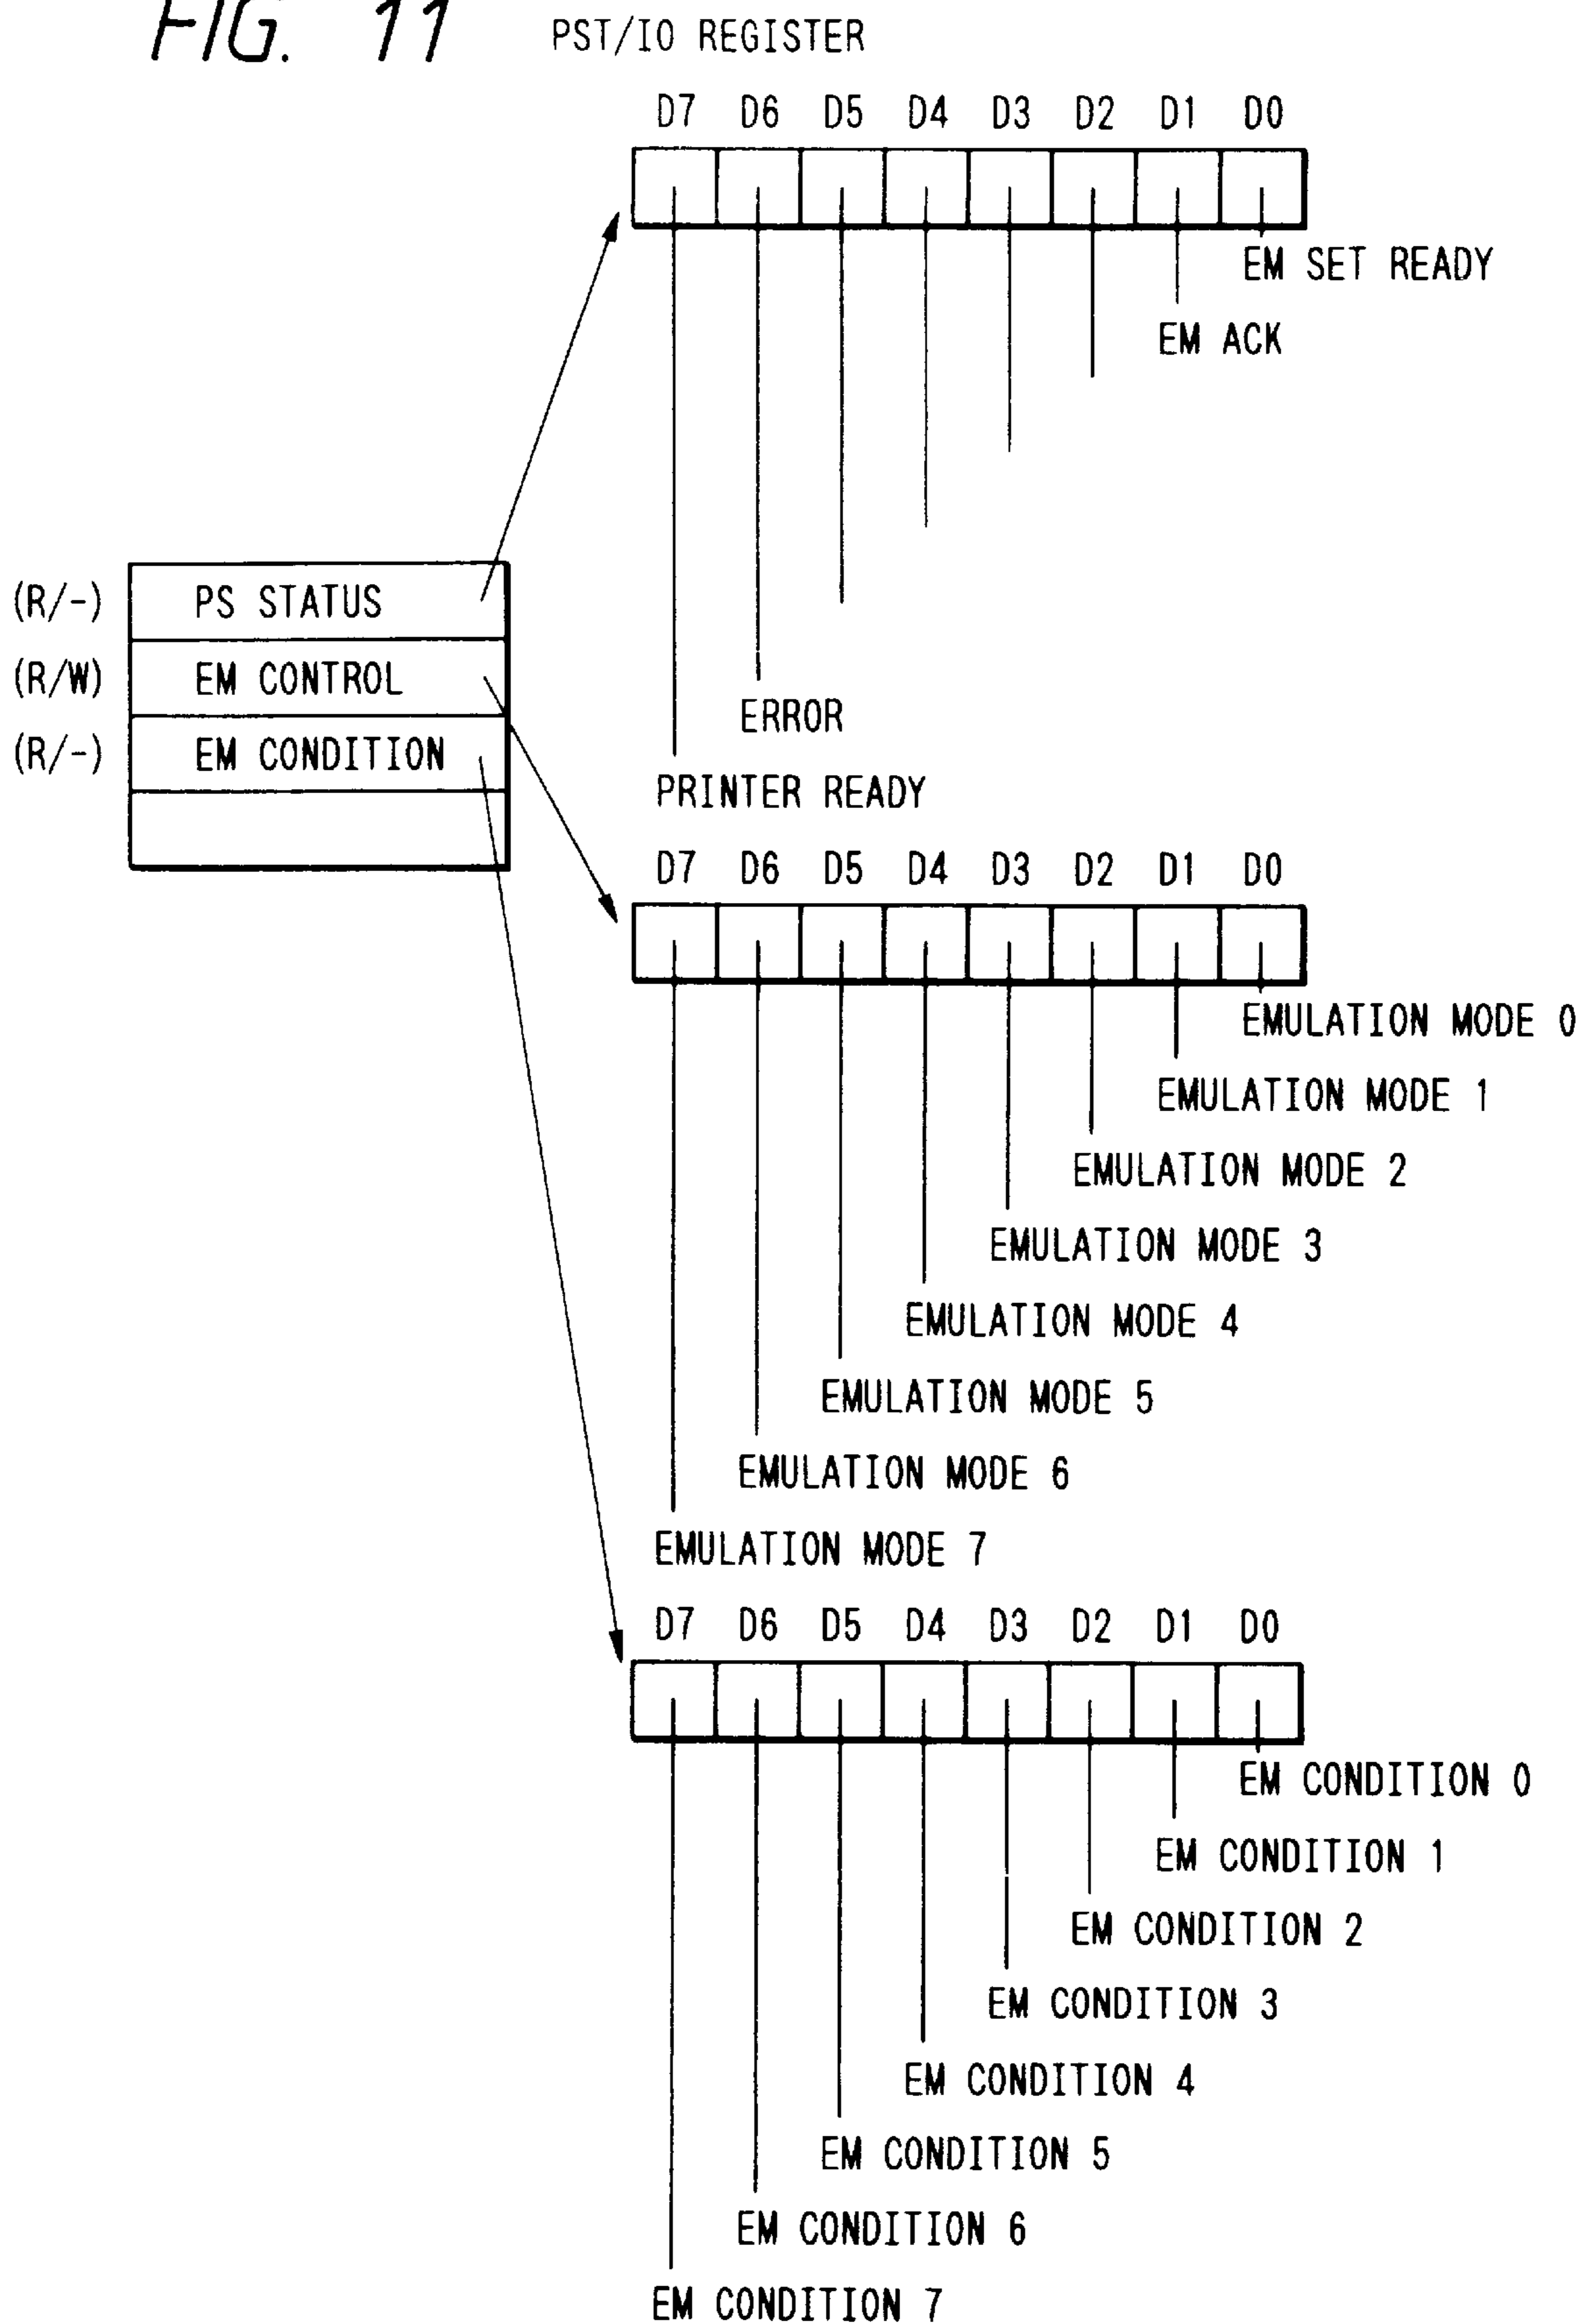 FIG. 11
PST/IO REGISTER
D7 D6 D5 D4 D3 D2 D1 D0
EM SET READY
EM ACK
ERROR
PRINTER READY
(R/-) PS STATUS
(R/W) EM CONTROL
(R/-) EM CONDITION
D7 D6 D5 D4 D3 D2 D1 D0
EMULATION MODE 0
EMULATION MODE 1
EMULATION MODE 2
EMULATION MODE 3
EMULATION MODE 4
EMULATION MODE 5
EMULATION MODE 6
EMULATION MODE 7
D7 D6 D5 D4 D3 D2 D1 D0
EM CONDITION 0
EM CONDITION 1
EM CONDITION 2
EM CONDITION 3
EM CONDITION 4
EM CONDITION 5
EM CONDITION 6
EM CONDITION 7